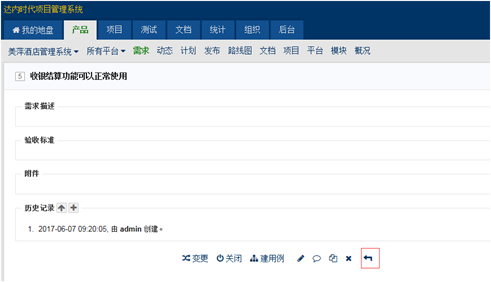 达内时代项目管理系统
我的地盘 产品 项目 测试 文档 统计 组织 后台
美萍酒店管理系统 所有平台 需求 动态 计划 发布 路线图 文档 项目 平台 模块 概况
5 收银结算功能可以正常使用
需求描述
验收标准
附件
历史记录
1. 2017-06-07 09:20:05, 由 admin 创建。
变更 关闭 建用例